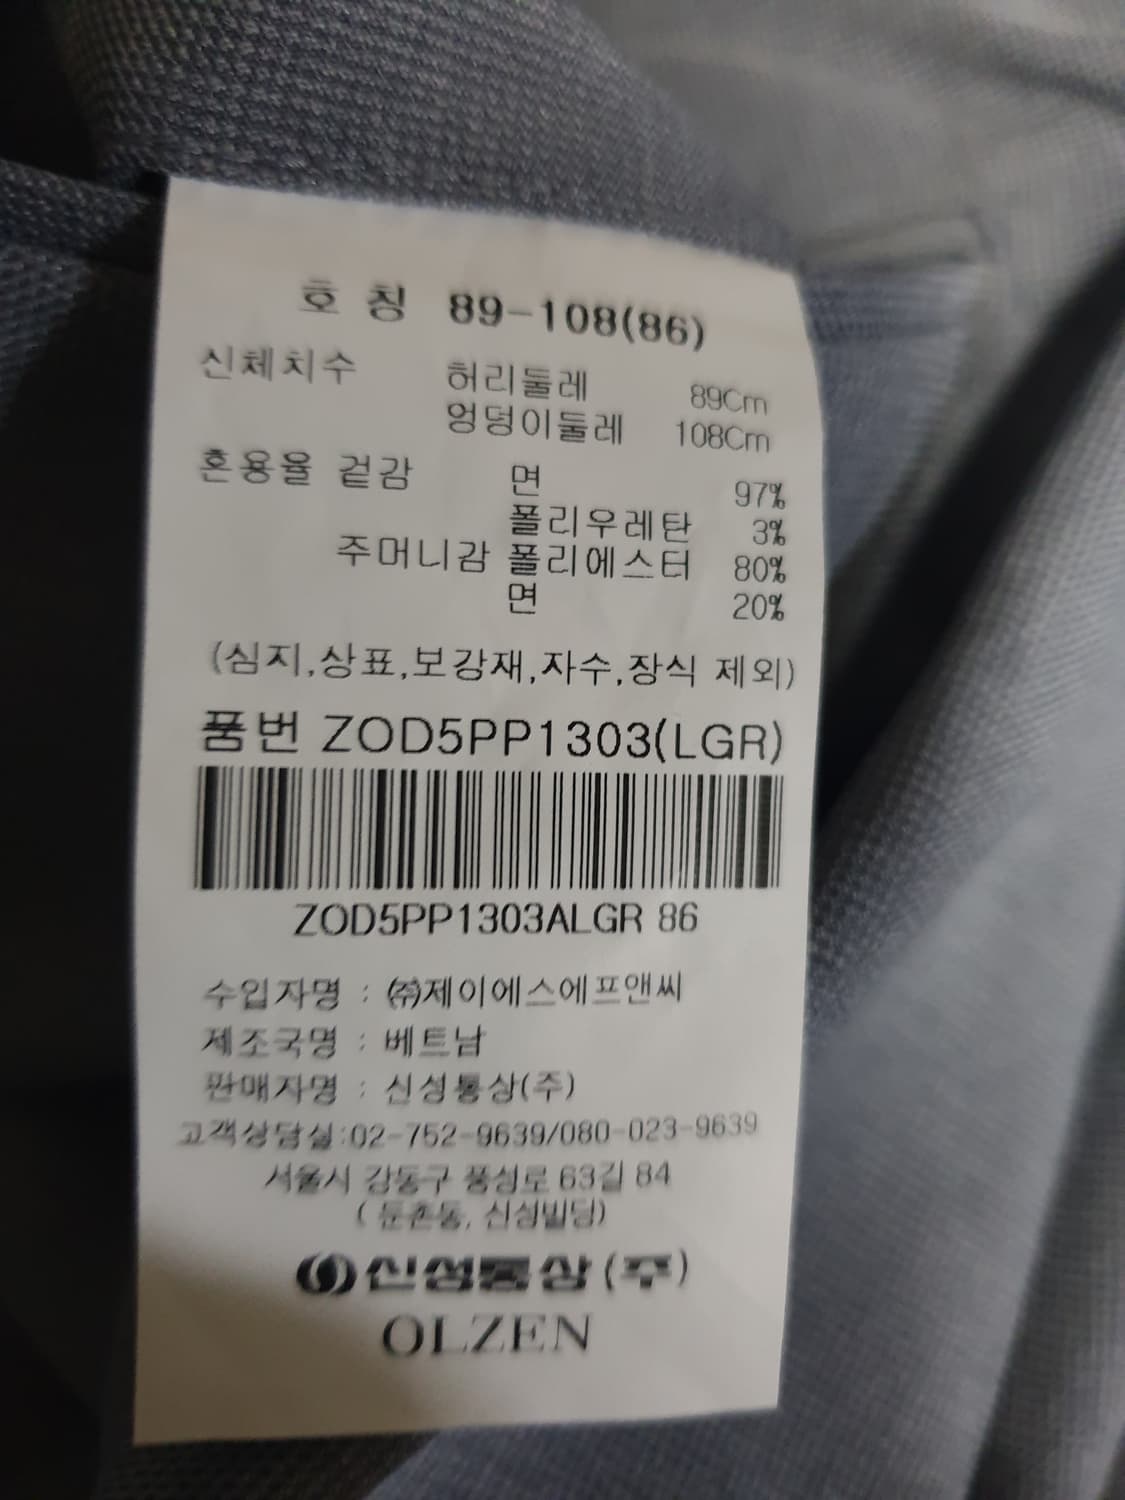 호 칭 89-108(86)
신체치수 허리둘레 89Cm
엉덩이둘레 108Cm
혼용율 겉감 면 97%
폴리우레탄 3%
주머니감 폴리에스터 80%
면 20%
(심지,상표,보강재,자수,장식 제외)
품번 ZOD5PP1303(LGR)
ZOD5PP1303ALGR 86
수입자명 : ㈜제이에스에프앤씨
제조국명 : 베트남
판매자명 : 신성통상(주)
고객상담실:02-752-9639/080-023-9639
서울시 강동구 풍성로 63길 84
( 둔촌동, 신성빌딩)
신성통상(주)
OLZEN